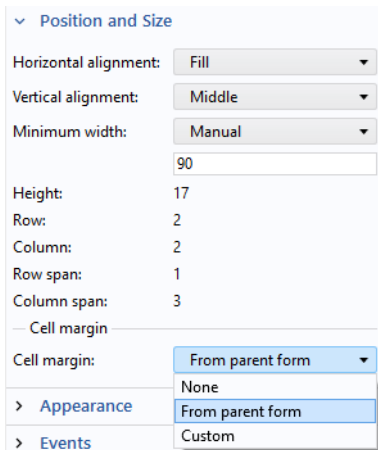 Position and Size
Horizontal alignment: Fill
Vertical alignment: Middle
Minimum width: Manual
90
Height: 17
Row: 2
Column: 2
Row span: 1
Column span: 3
Cell margin
Cell margin: From parent form
None
Appearance
From parent form
Custom
Events